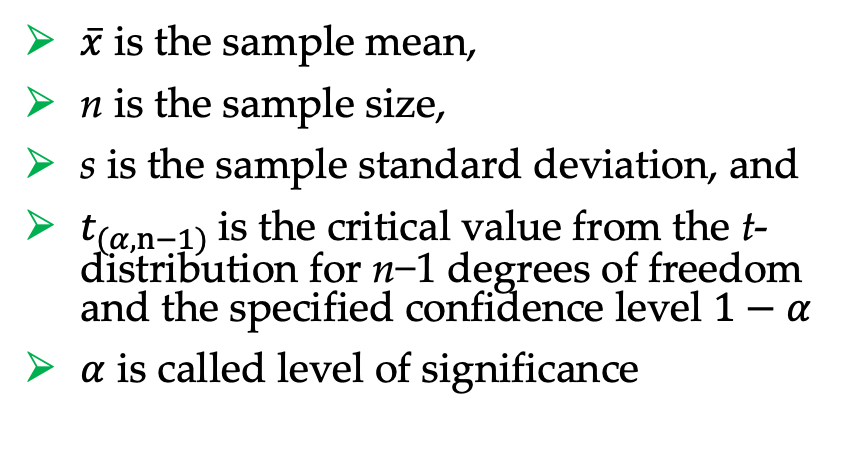 ➢ x̄ is the sample mean,
➢ n is the sample size,
➢ s is the sample standard deviation, and
➢ t(α,n−1) is the critical value from the t-
distribution for n–1 degrees of freedom
and the specified confidence level 1 − α
➢ α is called level of significance